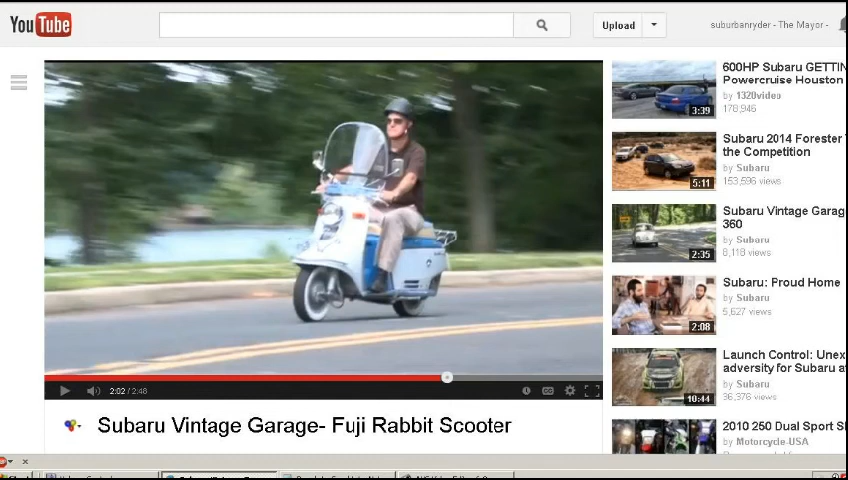 YouTube
Upload
suburbanryder - The Mayor -
600HP Subaru GETTIN
Powercruise Houston
by 1320video
178,946
3:39
Subaru 2014 Forester
the Competition
by Subaru
153,596 views
5:11
Subaru Vintage Garag
360
by Subaru
8,118 views
2:35
Subaru: Proud Home
by Subaru
5,627 views
2:08
Launch Control: Unex
adversity for Subaru
by Subaru
36,376 views
10:44
2010 250 Dual Sport
by Motorcycle-USA
2:02 / 2:46
Subaru Vintage Garage- Fuji Rabbit Scooter